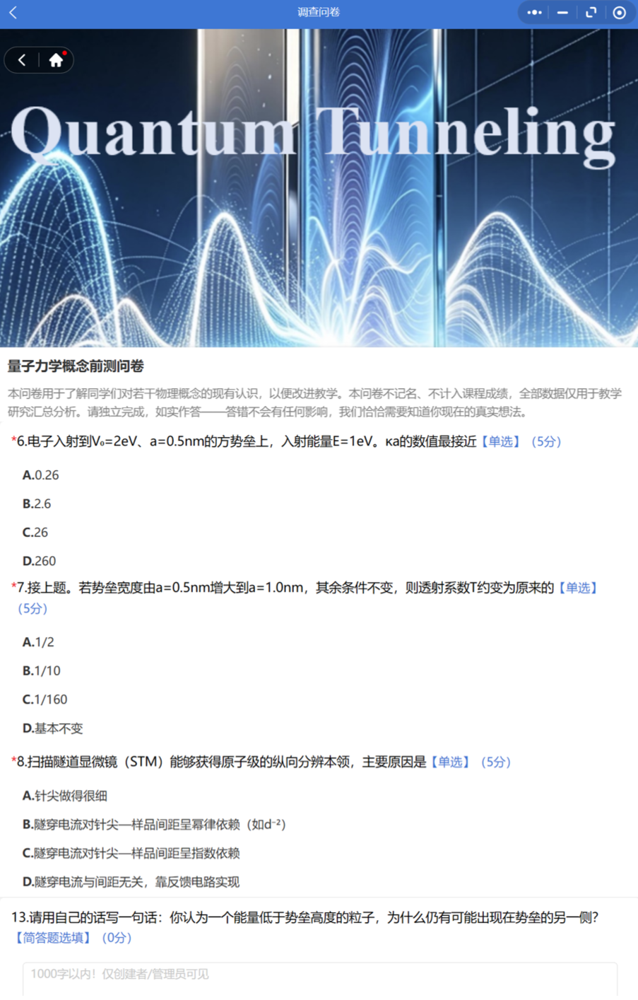 调查问卷
Quantum Tunneling
量子力学概念前测问卷
本问卷用于了解同学们对若干物理概念的现有认识，以便改进教学。本问卷不记名、不计入课程成绩，全部数据仅用于教学
研究汇总分析。请独立完成，如实作答——答错不会有任何影响，我们恰恰需要知道你现在的真实想法。
*6.电子入射到V₀=2eV、a=0.5nm的方势垒上，入射能量E=1eV。κa的数值最接近【单选】（5分）
A.0.26
B.2.6
C.26
D.260
*7.接上题。若势垒宽度由a=0.5nm增大到a=1.0nm，其余条件不变，则透射系数T约变为原来的【单选】
（5分）
A.1/2
B.1/10
C.1/160
D.基本不变
*8.扫描隧道显微镜（STM）能够获得原子级的纵向分辨本领，主要原因是【单选】（5分）
A.针尖做得很细
B.隧穿电流对针尖—样品间距呈幂律依赖（如d⁻²）
C.隧穿电流对针尖—样品间距呈指数依赖
D.隧穿电流与间距无关，靠反馈电路实现
13.请用自己的话写一句话：你认为一个能量低于势垒高度的粒子，为什么仍有可能出现在势垒的另一侧？
【简答题选填】（0分）
1000字以内！仅创建者/管理员可见